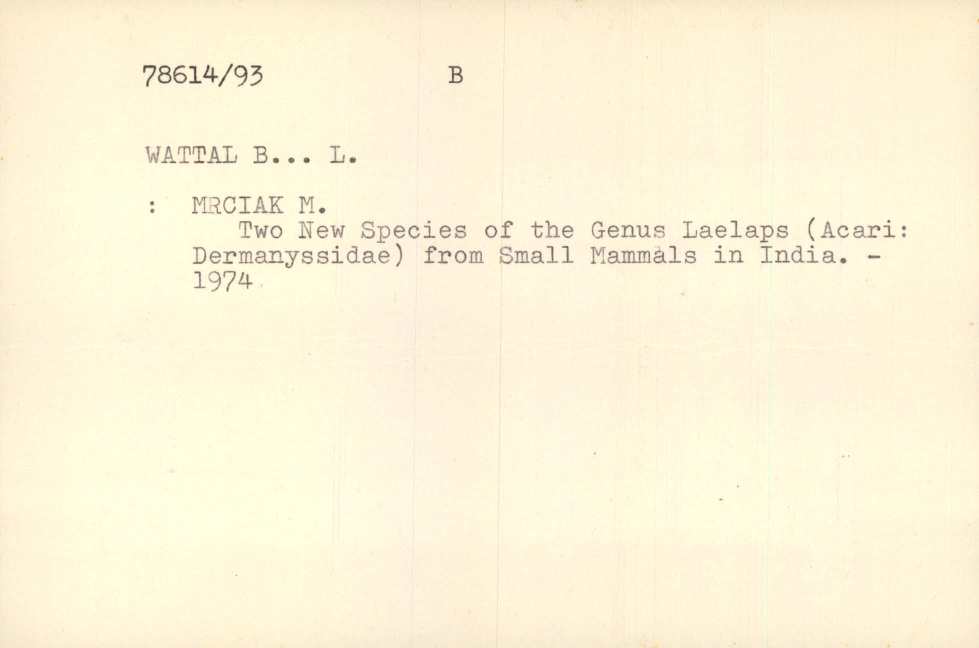 78614/93 B
WATTAL B... L.
: MRCIAK M.
Two New Species of the Genus Laelaps (Acari:
Dermanyssidae) from Small Mammals in India. -
1974